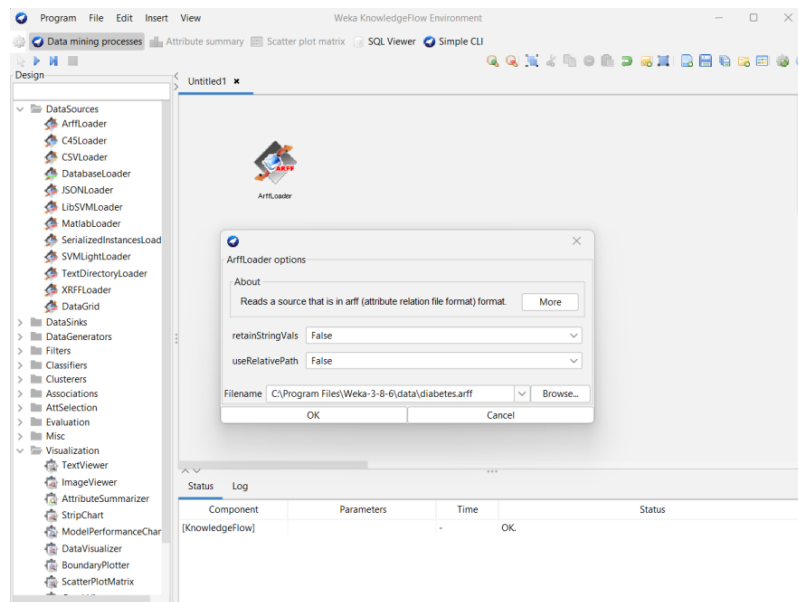 Program File Edit Insert View Weka KnowledgeFlow Environment
Data mining processes Attribute summary Scatter plot matrix SQL Viewer Simple CLI
Design
Untitled1
DataSources
ArffLoader
C45Loader
CSVLoader
DatabaseLoader
JSONLoader
LibSVMLoader
MatlabLoader
SerializedInstancesLoad
SVMLightLoader
TextDirectoryLoader
XRFFLoader
DataGrid
DataSinks
DataGenerators
Filters
Classifiers
Clusterers
Associations
AttSelection
Evaluation
Misc
Visualization
TextViewer
ImageViewer
AttributeSummarizer
StripChart
ModelPerformanceChar
DataVisualizer
BoundaryPlotter
ScatterPlotMatrix
ARFF
ArffLoader
ArffLoader options
About
Reads a source that is in arff (attribute relation file format) format. More
retainStringVals False
useRelativePath False
Filename C:\Program Files\Weka-3-8-6\data\diabetes.arff Browse...
OK Cancel
Status Log
Component Parameters Time Status
[KnowledgeFlow] - OK.